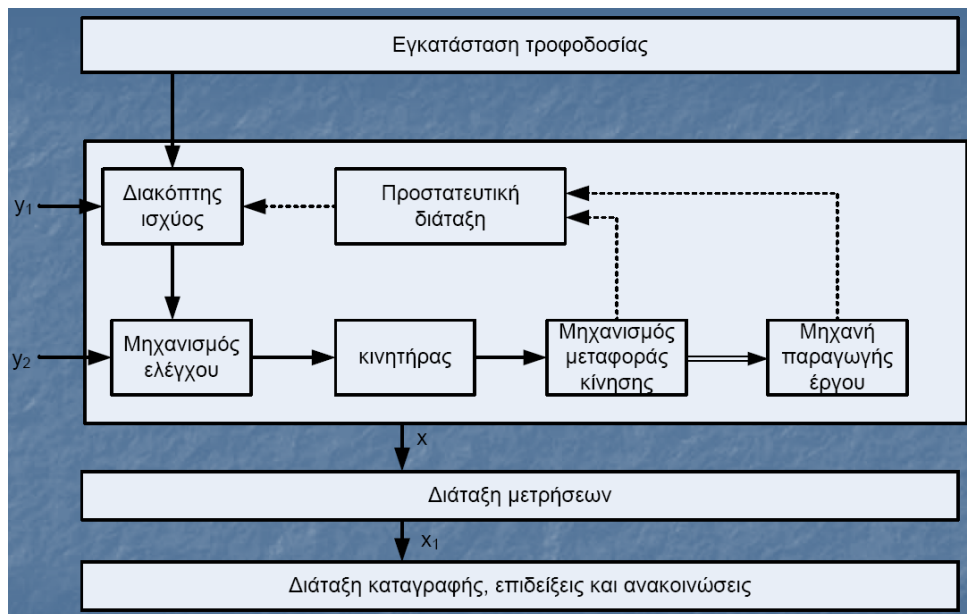 Εγκατάσταση τροφοδοσίας
y1
Διακόπτης
ισχύος
Προστατευτική
διάταξη
y2
Μηχανισμός
ελέγχου
κινητήρας
Μηχανισμός
μεταφοράς
κίνησης
Μηχανή
παραγωγής
έργου
x
Διάταξη μετρήσεων
x1
Διάταξη καταγραφής, επιδείξεις και ανακοινώσεις